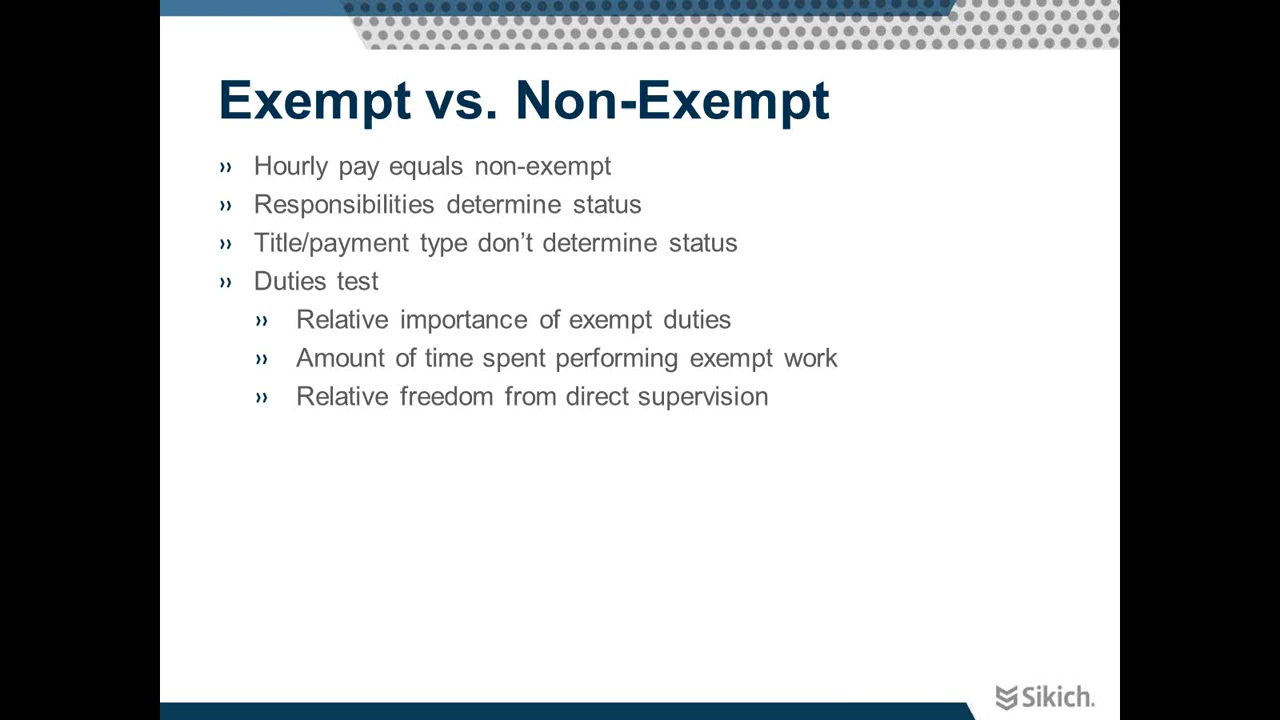 Exempt vs. Non-Exempt
›› Hourly pay equals non-exempt
›› Responsibilities determine status
›› Title/payment type don’t determine status
›› Duties test
›› Relative importance of exempt duties
›› Amount of time spent performing exempt work
›› Relative freedom from direct supervision
Sikich.